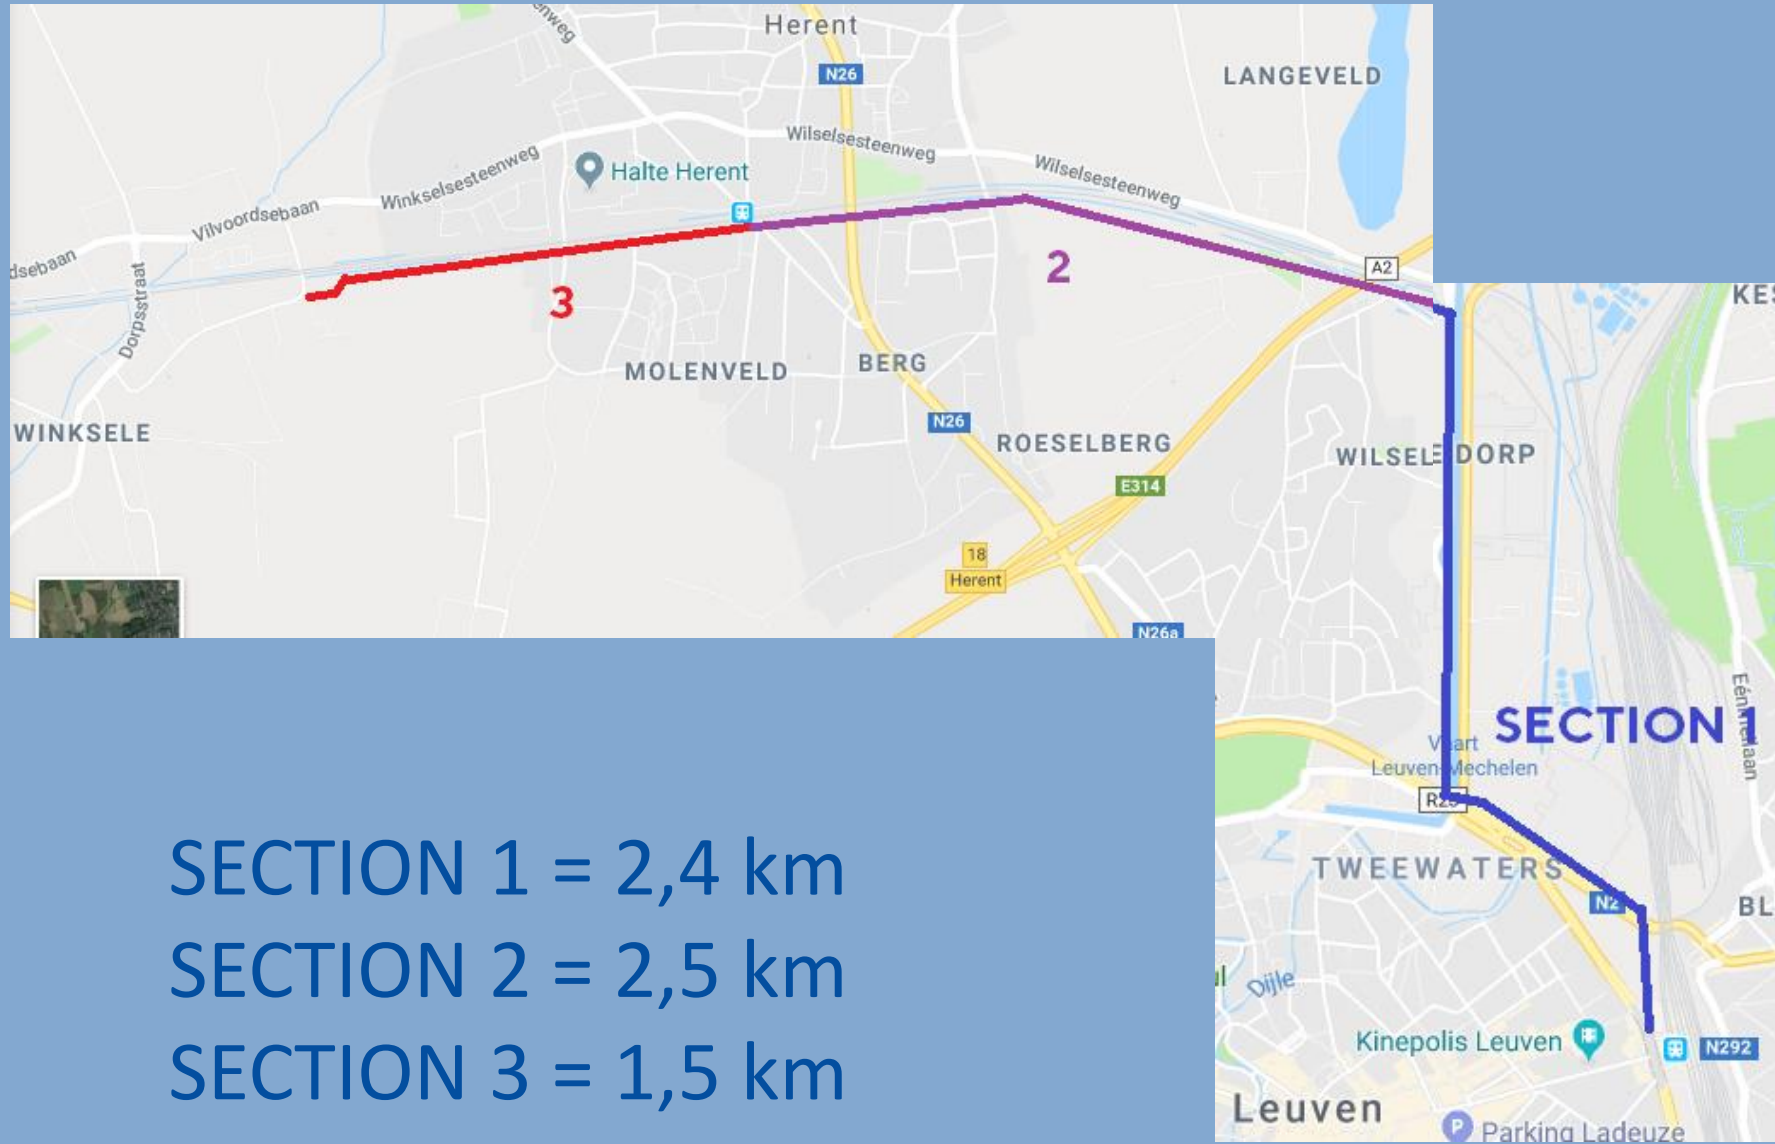 Herent
N26
LANGEVELD
Wilselsesteenweg
Wilselsesteenweg
Halte Herent
Winkselsesteenweg
Vilvoordsebaan
Dorpsstraat
A2
2
3
MOLENVELD
BERG
WINKSELE
N26
ROESELBERG
E314
WILSELE DORP
18
Herent
N26a
SECTION 1
Vaart
Leuven-Mechelen
TWEEWATERS
N2
Dijle
Kinepolis Leuven
N292
Leuven
P Parking Ladeuze
SECTION 1 = 2,4 km
SECTION 2 = 2,5 km
SECTION 3 = 1,5 km